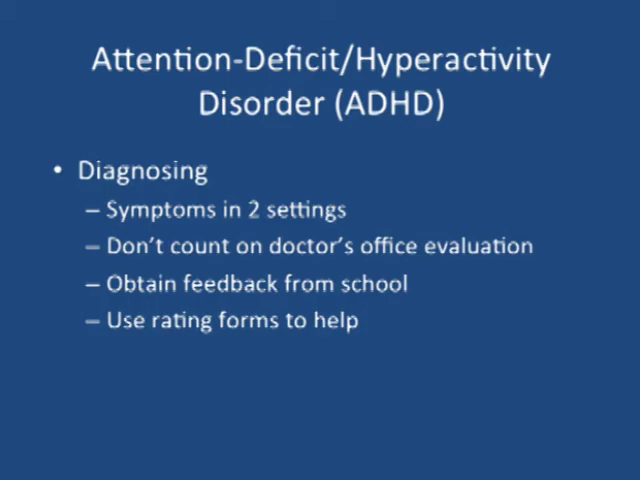 Attention-Deficit/Hyperactivity
Disorder (ADHD)
• Diagnosing
– Symptoms in 2 settings
– Don’t count on doctor’s office evaluation
– Obtain feedback from school
– Use rating forms to help